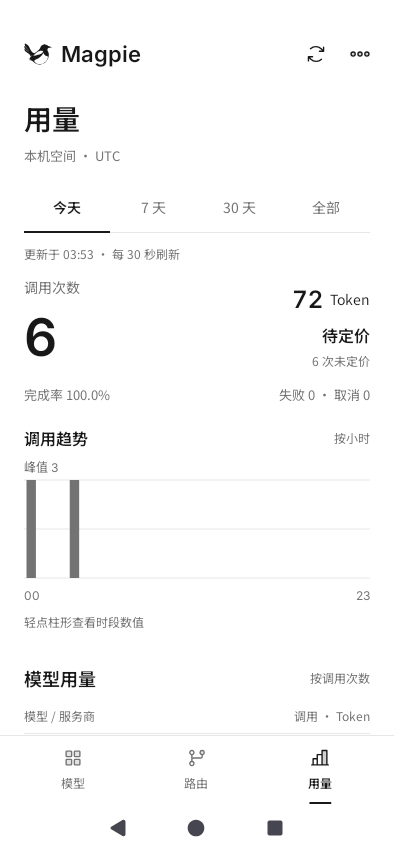 Magpie
用量
本机空间 · UTC
今天 7 天 30 天 全部
更新于 03:53 · 每 30 秒刷新
调用次数
72 Token
6
待定价
6 次未定价
完成率 100.0% 失败 0 · 取消 0
调用趋势 按小时
峰值 3
00 23
轻点柱形查看时段数值
模型用量 按调用次数
模型 / 服务商 调用 · Token
模型 路由 用量